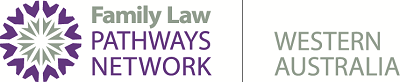 Family Law
PATHWAYS
NETWORK
WESTERN
AUSTRALIA